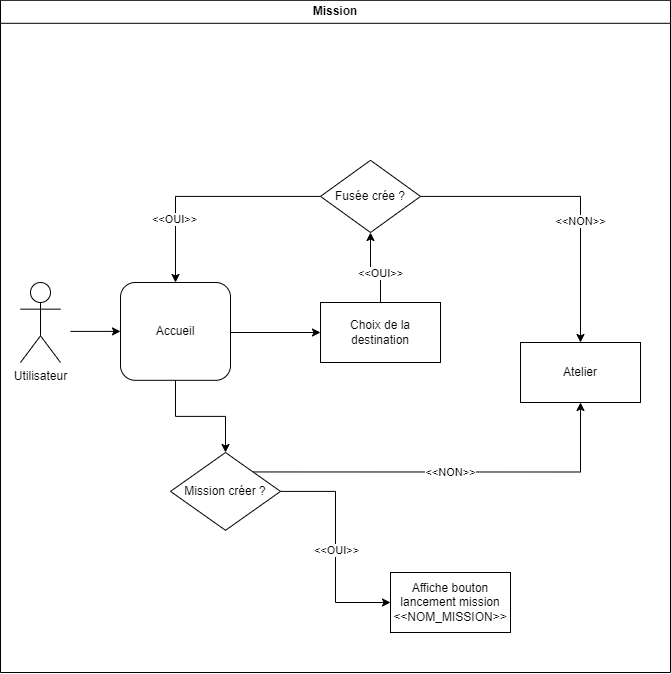 Mission
Fusée crée ?
<<OUI>>
<<NON>>
<<OUI>>
Accueil
Choix de la
destination
Utilisateur
Atelier
<<NON>>
Mission créer ?
<<OUI>>
Affiche bouton
lancement mission
<<NOM_MISSION>>